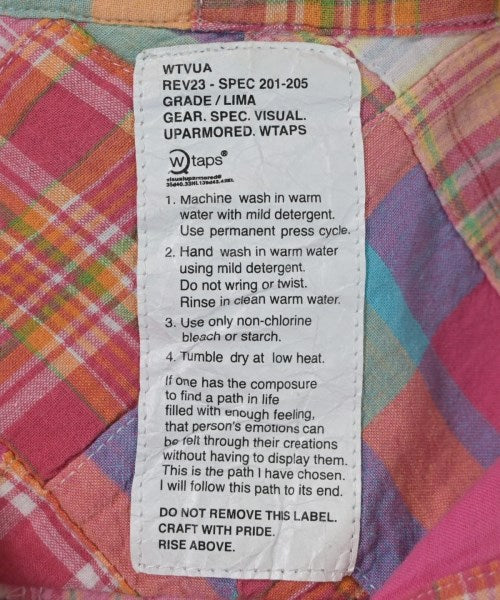 WTVUA
REV23 - SPEC 201-205
GRADE / LIMA
GEAR. SPEC. VISUAL.
UPARMORED. WTAPS
Wtaps®
visualuparmored®
1. Machine wash in warm
water with mild detergent.
Use permanent press cycle.
2. Hand wash in warm water
using mild detergent.
Do not wring or twist.
Rinse in clean warm water.
3. Use only non-chlorine
bleach or starch.
4. Tumble dry at low heat.
If one has the composure
to find a path in life
filled with enough feeling,
that person's emotions can
be felt through their creations
without having to display them.
This is the path I have chosen.
I will follow this path to its end.
DO NOT REMOVE THIS LABEL.
CRAFT WITH PRIDE.
RISE ABOVE.